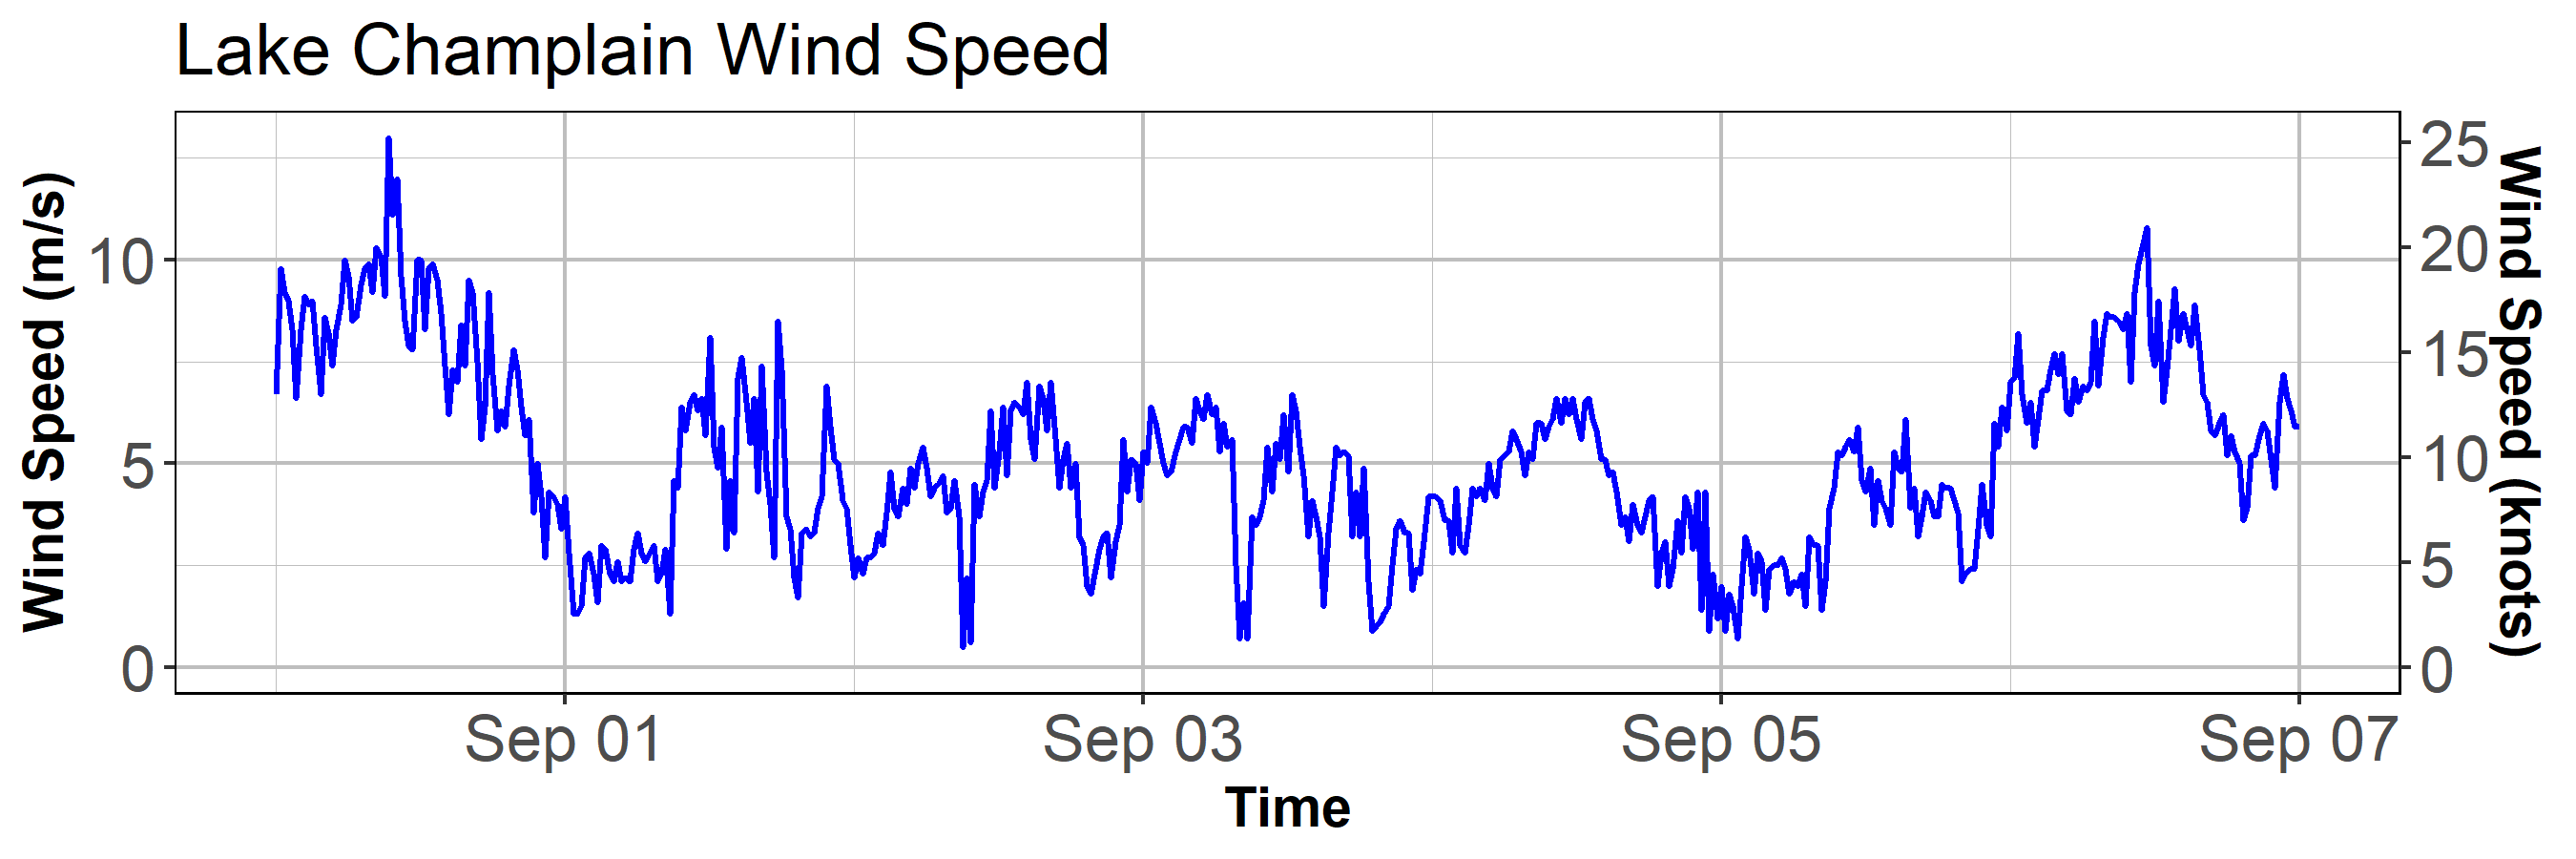 Lake Champlain Wind Speed
Wind Speed (m/s)
10
5
0
25
20
15
10
5
0
Wind Speed (knots)
Sep 01
Sep 03
Sep 05
Sep 07
Time